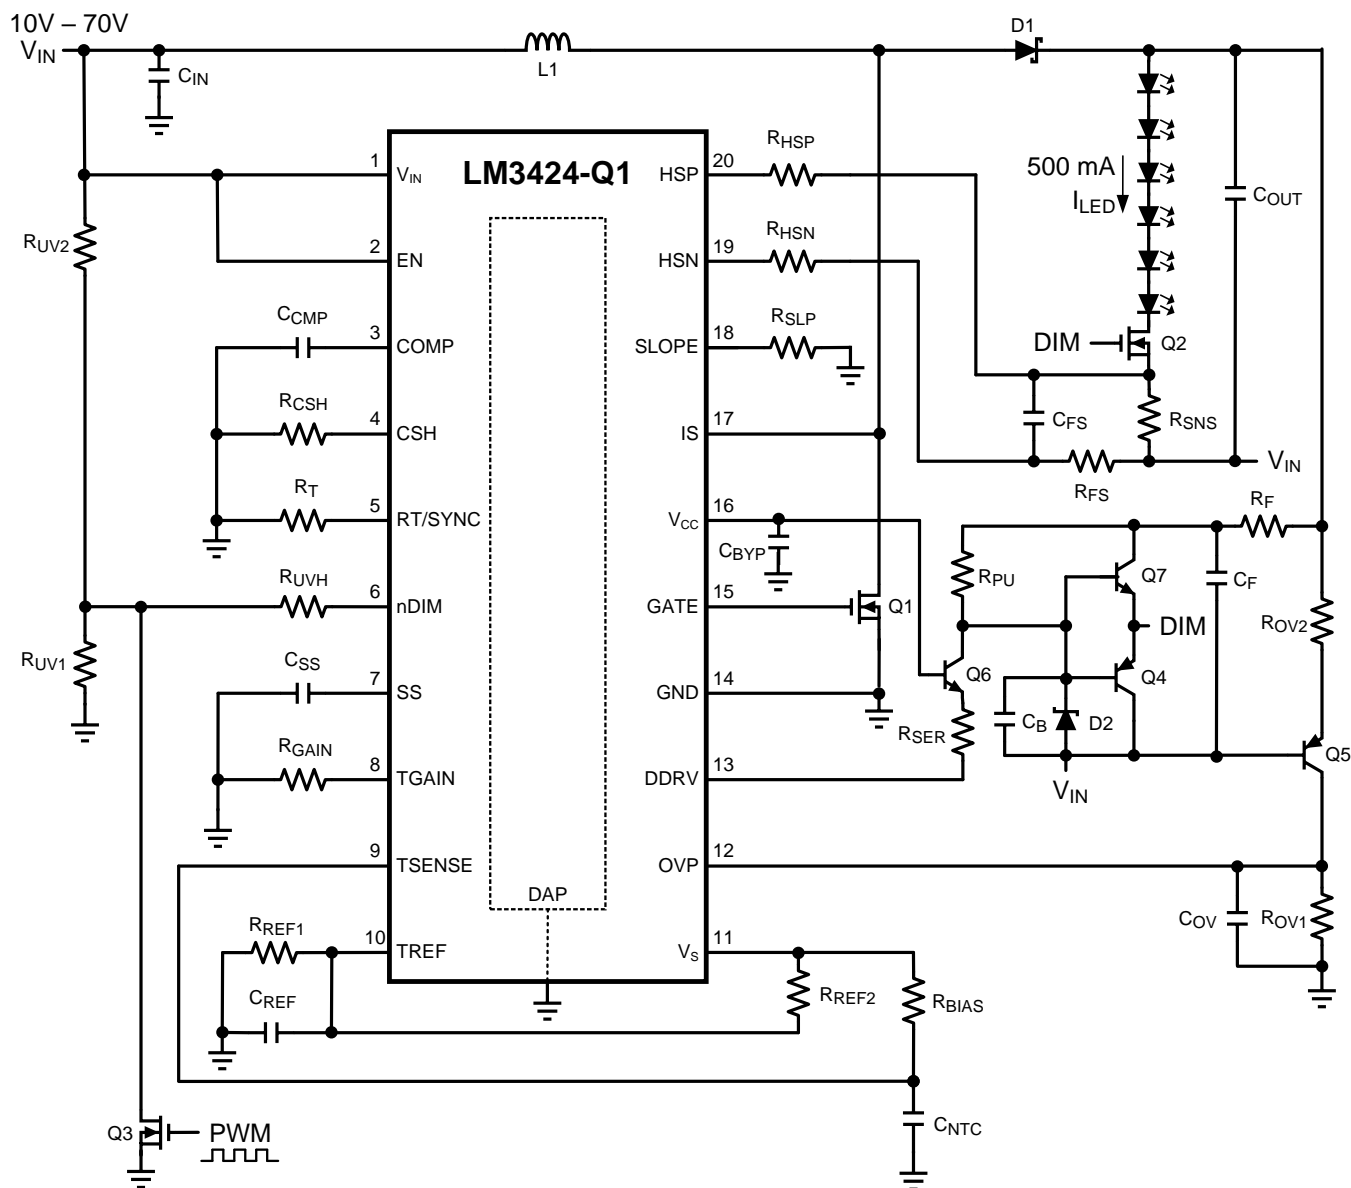 10V – 70V
VIN
CIN
L1
D1
500 mA
ILED
COUT
LM3424-Q1
DAP
1
VIN
2
EN
3
COMP
4
CSH
5
RT/SYNC
6
nDIM
7
SS
8
TGAIN
9
TSENSE
10
TREF
20
HSP
19
HSN
18
SLOPE
17
IS
16
VCC
15
GATE
14
GND
13
DDRV
12
OVP
11
VS
RUV2
CCMP
RCSH
RT
RUVH
RUV1
CSS
RGAIN
RREF1
CREF
Q3
PWM
RHSP
RHSN
RSLP
DIM
Q2
CFS
RSNS
RFS
VIN
RF
CBYP
Q1
RPU
Q7
CF
DIM
ROV2
Q6
Q4
RSER
CB
D2
VIN
Q5
COV
ROV1
RREF2
RBIAS
CNTC